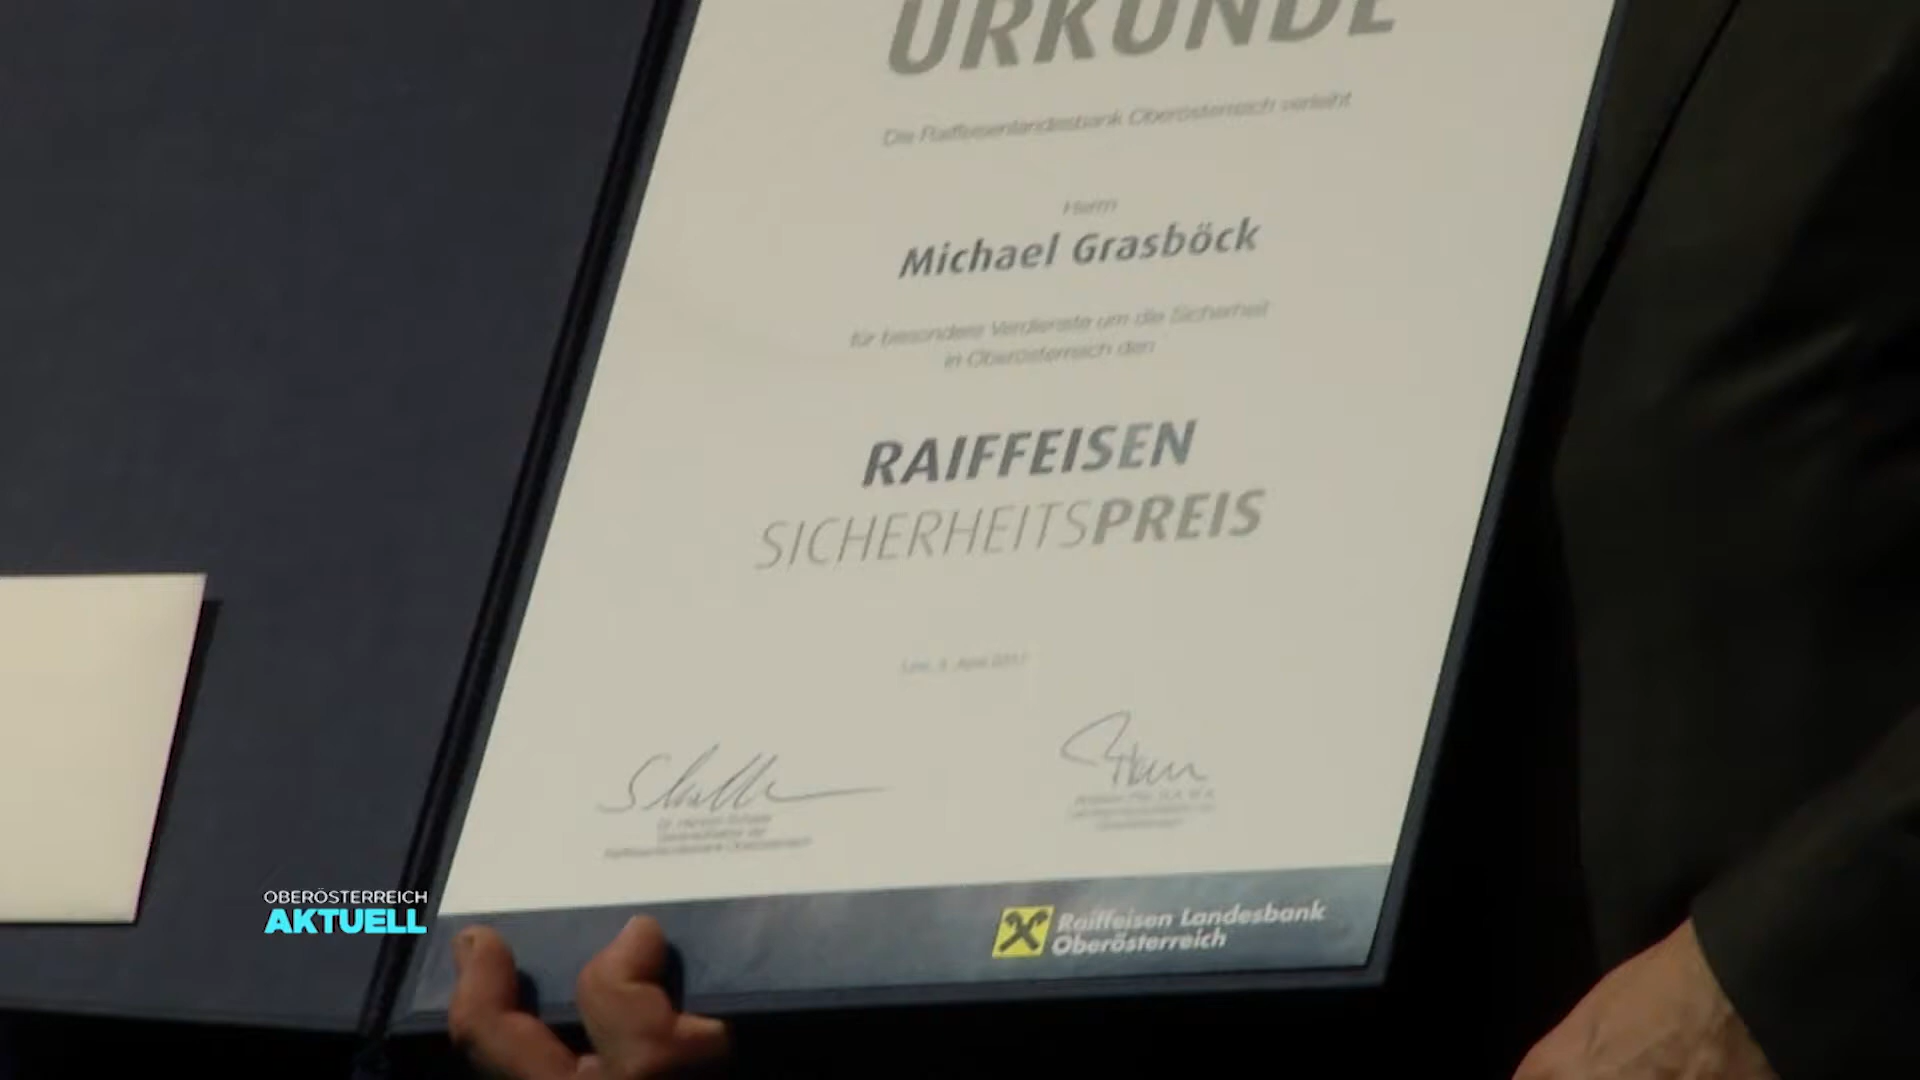 URKUNDE
Die Raiffeisenlandesbank Oberösterreich verleiht
Herrn
Michael Grasböck
für besondere Verdienste um die Sicherheit
in Oberösterreich den
RAIFFEISEN
SICHERHEITSPREIS
Raiffeisen Landesbank
Oberösterreich
OBERÖSTERREICH
AKTUELL